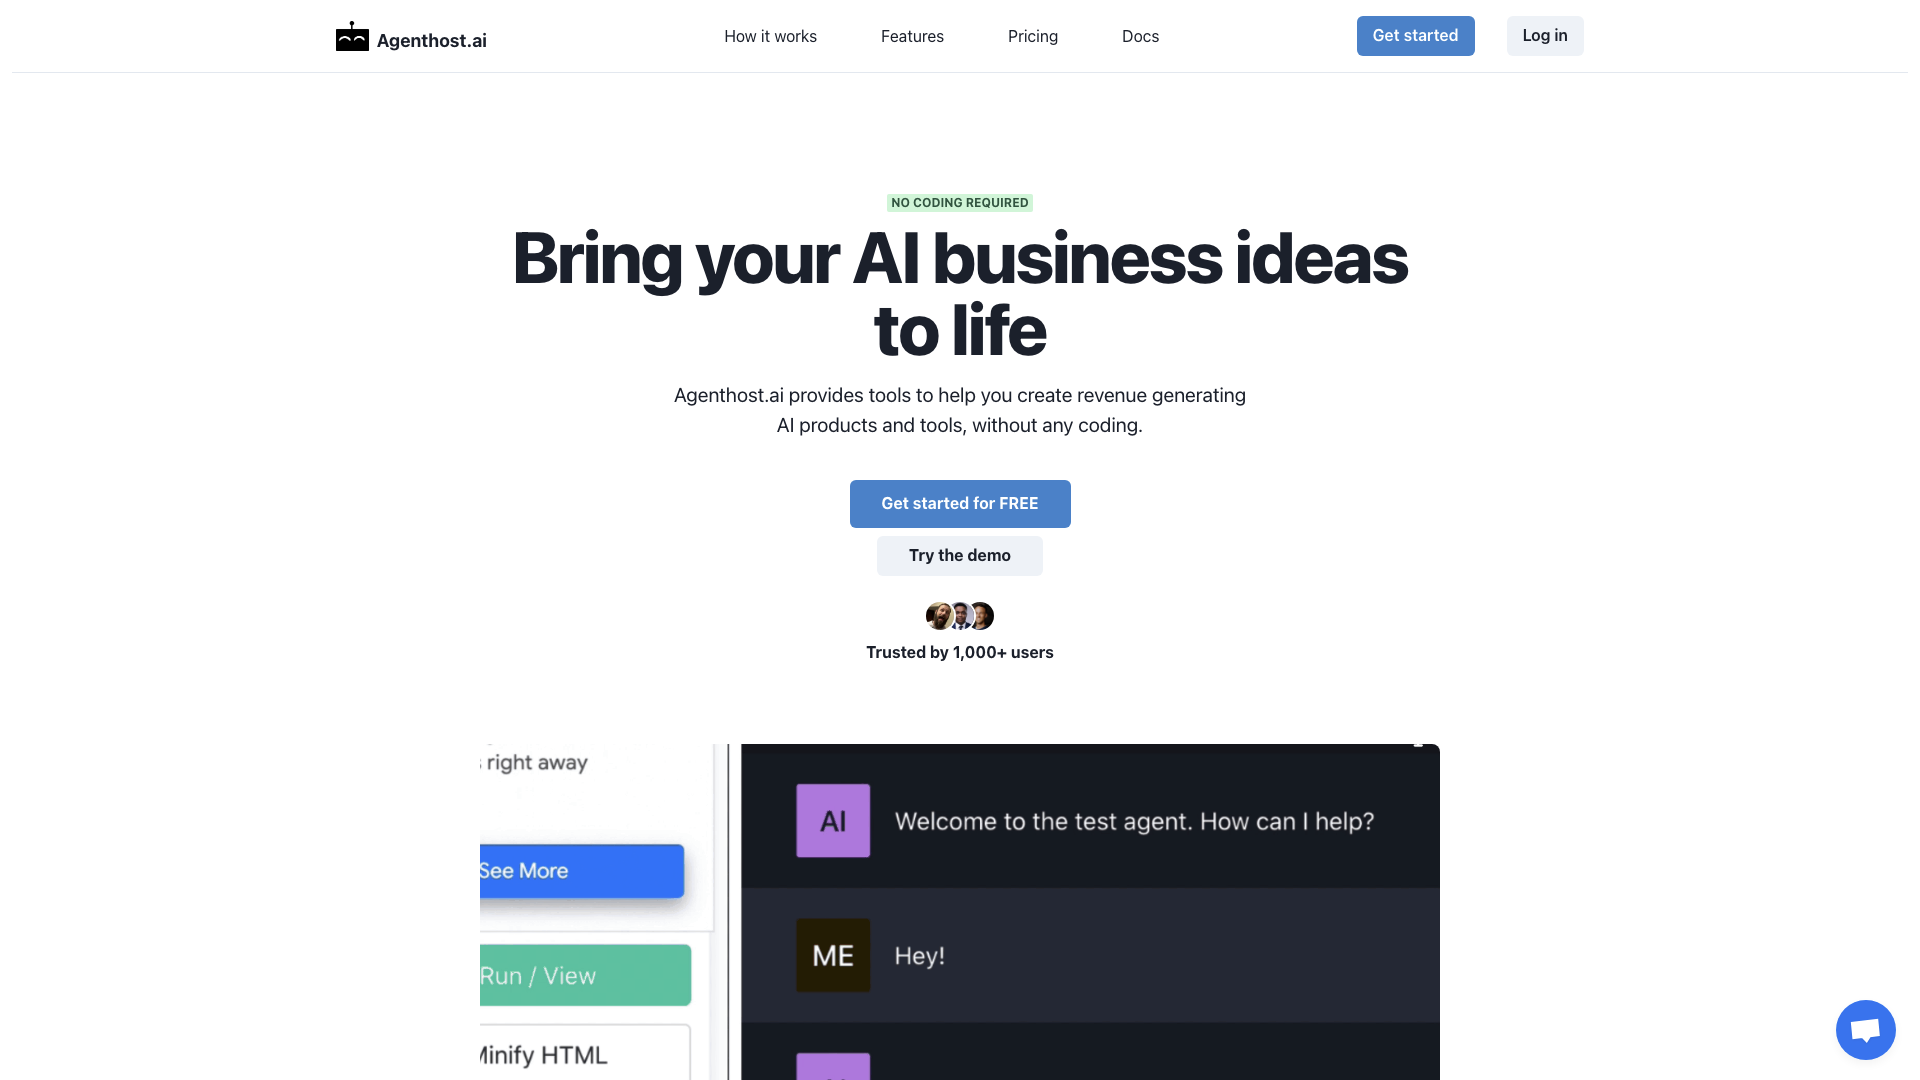 Agenthost.ai
How it works
Features
Pricing
Docs
Get started
Log in
NO CODING REQUIRED
Bring your AI business ideas
to life
Agenthost.ai provides tools to help you create revenue generating
AI products and tools, without any coding.
Get started for FREE
Try the demo
Trusted by 1,000+ users
right away
See More
Run / View
Minify HTML
AI
Welcome to the test agent. How can I help?
ME
Hey!